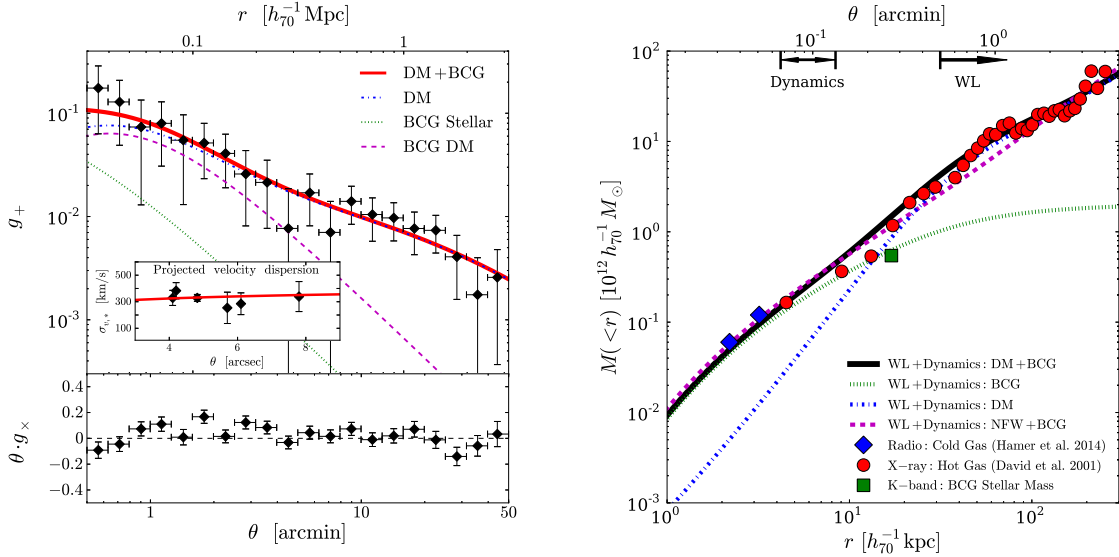 r [h₇₀⁻¹ Mpc]
0.1 1
g₊
10⁻¹
10⁻²
10⁻³
DM+BCG
DM
BCG Stellar
BCG DM
Projected velocity dispersion
σᵥ,* [km/s]
500
300
100
4 6 8
θ [arcsec]
θ·g×
0.4
0.2
0
−0.2
−0.4
1 10 50
θ [arcmin]
θ [arcmin]
10⁻¹ 10⁰
Dynamics WL
M(<r) [10¹² h₇₀⁻¹ M☉]
10²
10¹
10⁰
10⁻¹
10⁻²
10⁻³
WL+Dynamics: DM+BCG
WL+Dynamics: BCG
WL+Dynamics: DM
WL+Dynamics: NFW+BCG
Radio: Cold Gas (Hamer et al. 2014)
X−ray: Hot Gas (David et al. 2001)
K−band: BCG Stellar Mass
10⁰ 10¹ 10²
r [h₇₀⁻¹ kpc]